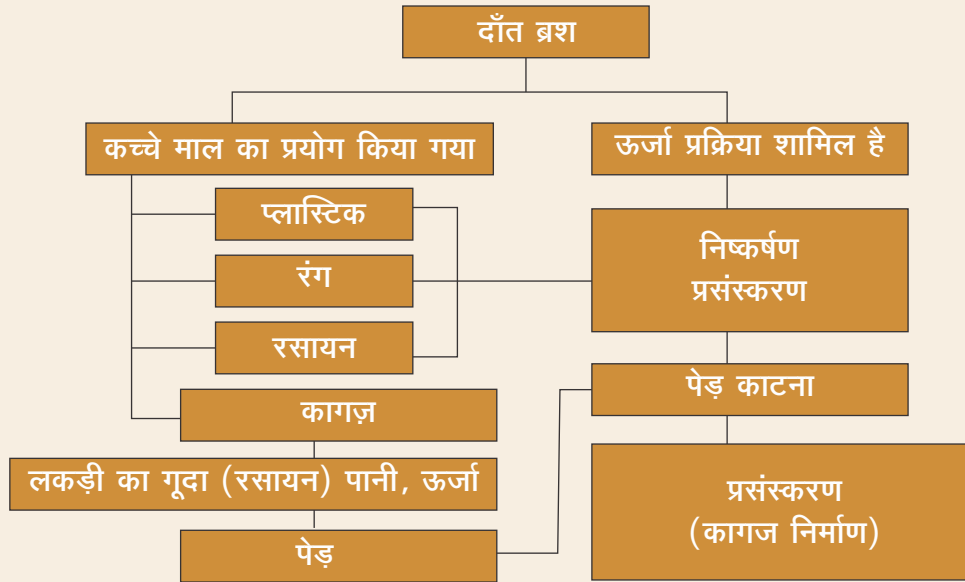 दाँत ब्रश
कच्चे माल का प्रयोग किया गया
ऊर्जा प्रक्रिया शामिल है
प्लास्टिक
रंग
रसायन
निष्कर्षण
प्रसंस्करण
कागज़
पेड़ काटना
लकड़ी का गूदा (रसायन) पानी, ऊर्जा
पेड़
प्रसंस्करण
(कागज निर्माण)